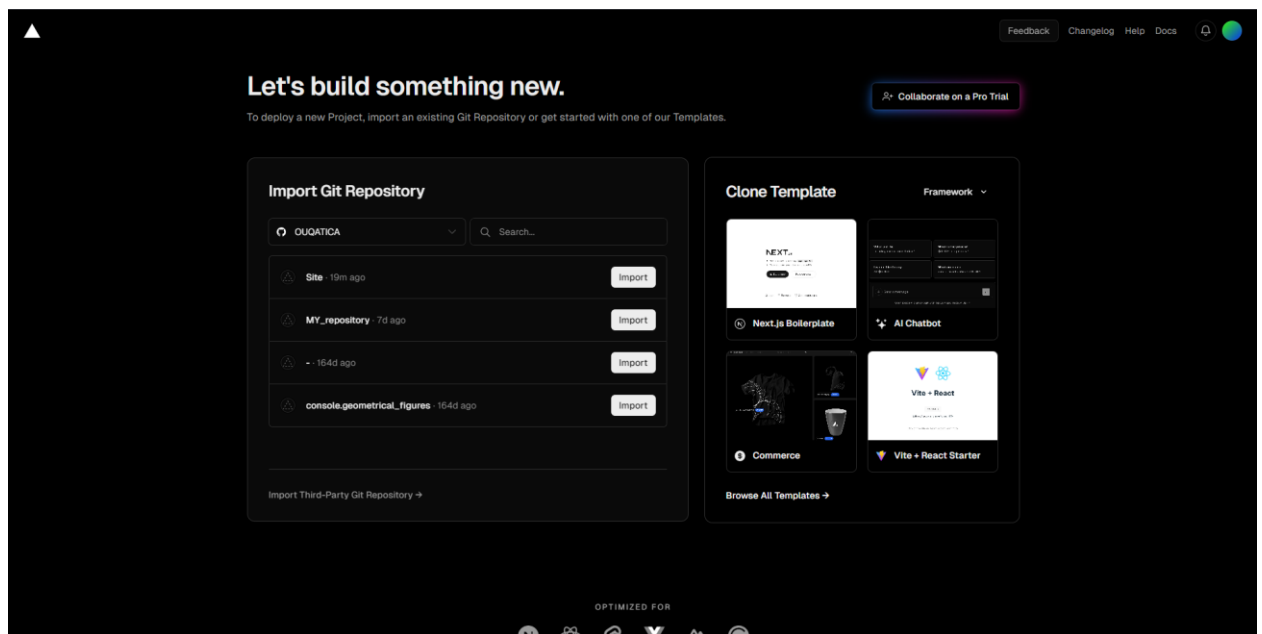 Feedback
Changelog
Help
Docs
Let's build something new.
To deploy a new Project, import an existing Git Repository or get started with one of our Templates.
Collaborate on a Pro Trial
Import Git Repository
OUQATICA
Search...
Site · 19m ago
Import
MY_repository · 7d ago
Import
- · 164d ago
Import
console.geometrical_figures · 164d ago
Import
Import Third-Party Git Repository →
Clone Template
Framework
NEXT
Next.js Boilerplate
AI Chatbot
Commerce
Vite + React
Vite + React Starter
Browse All Templates →
OPTIMIZED FOR